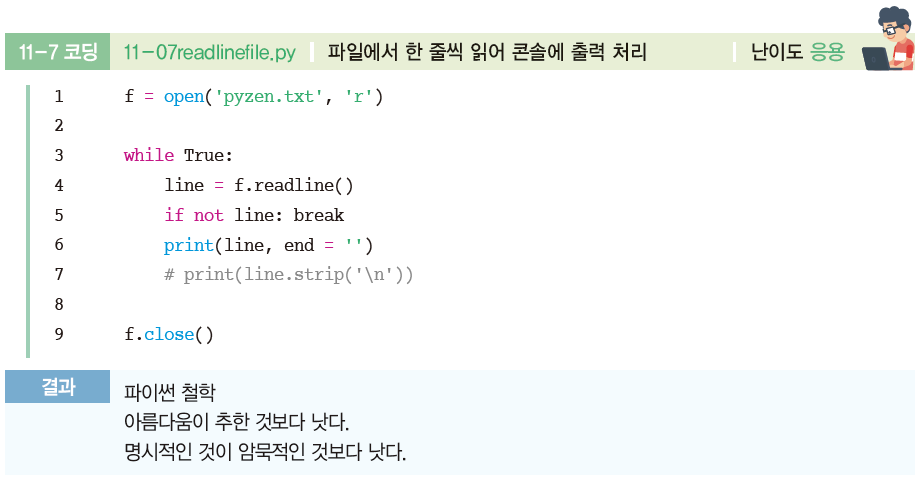 11-7 코딩 11-07readlinefile.py 파일에서 한 줄씩 읽어 콘솔에 출력 처리 난이도 응용
1 f = open('pyzen.txt', 'r')
2
3 while True:
4     line = f.readline()
5     if not line: break
6     print(line, end = '')
7     # print(line.strip('\n'))
8
9 f.close()
결과 파이썬 철학
아름다움이 추한 것보다 낫다.
명시적인 것이 암묵적인 것보다 낫다.